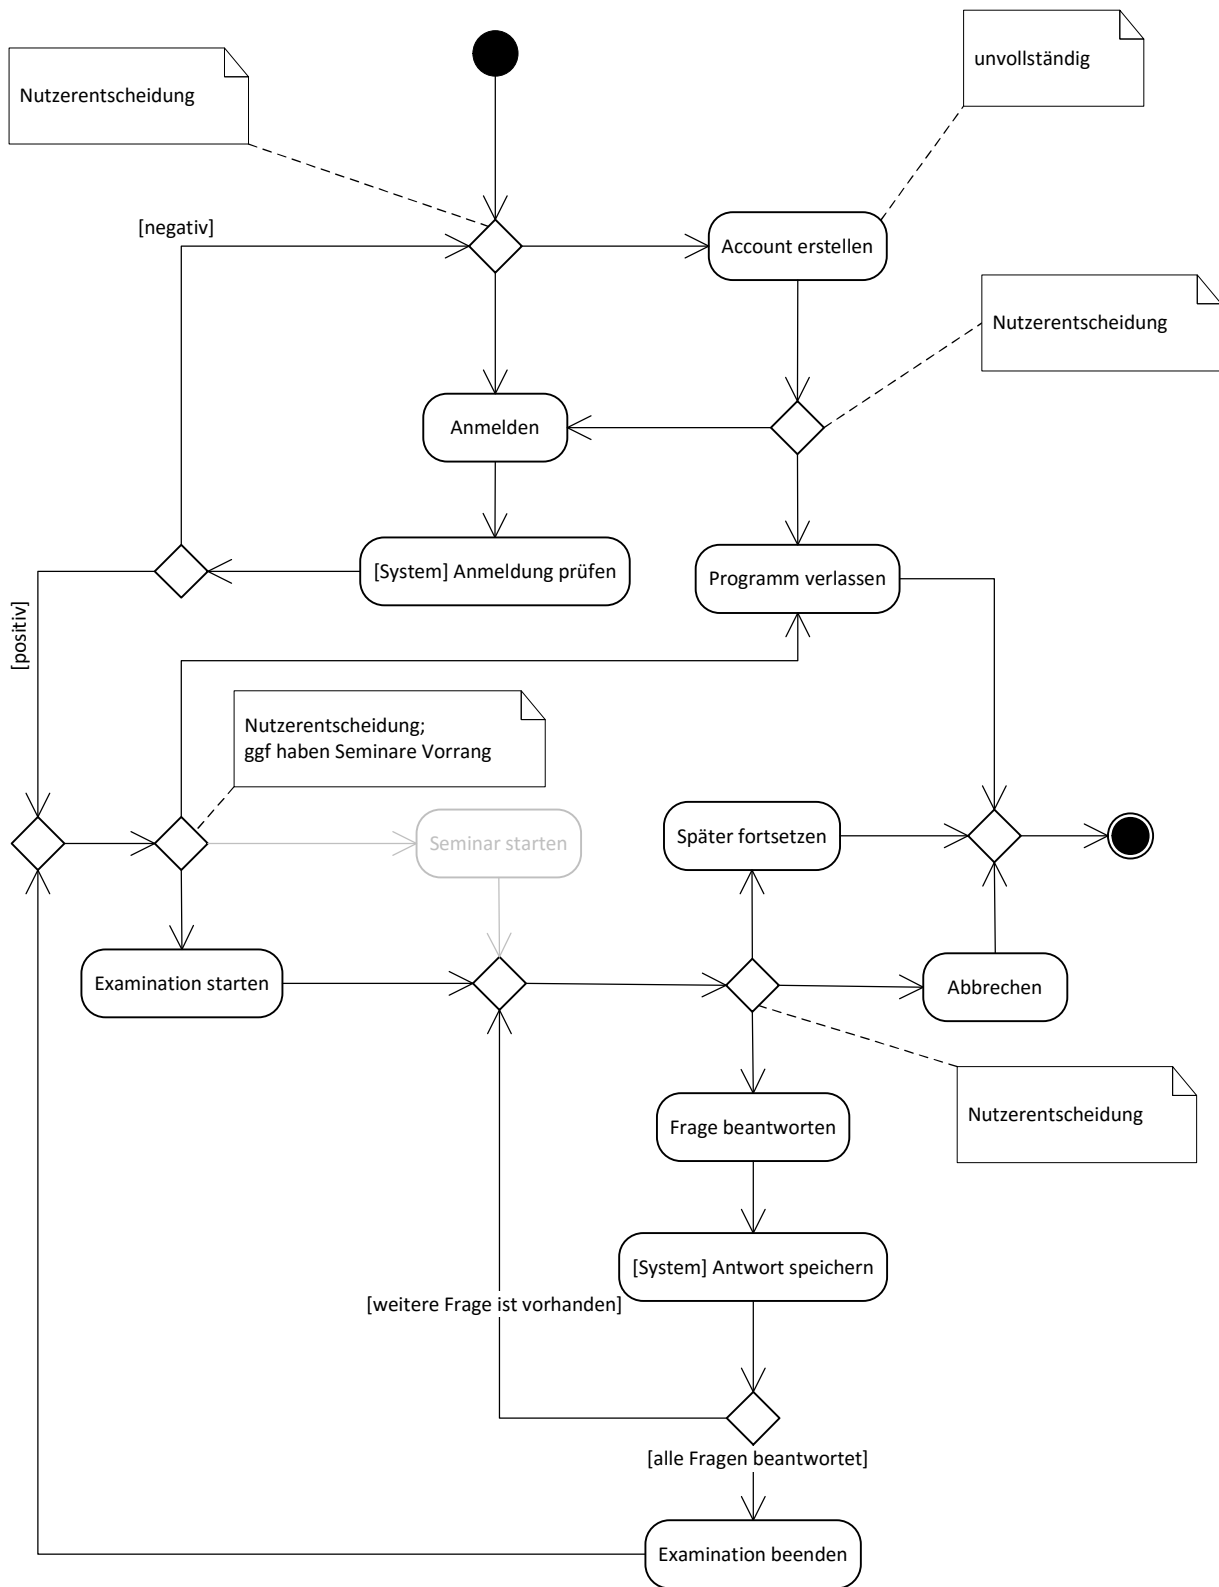 unvollständig
Nutzerentscheidung
[negativ]
Account erstellen
Nutzerentscheidung
Anmelden
[System] Anmeldung prüfen
Programm verlassen
[positiv]
Nutzerentscheidung;
ggf haben Seminare Vorrang
Seminar starten
Später fortsetzen
Examination starten
Abbrechen
Nutzerentscheidung
Frage beantworten
[System] Antwort speichern
[weitere Frage ist vorhanden]
[alle Fragen beantwortet]
Examination beenden